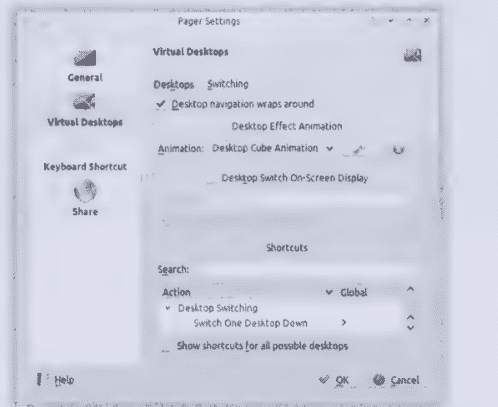 Pager Settings
Virtual Desktops
General
Desktops Switching
Desktop navigation wraps around
Virtual Desktops
Desktop Effect Animation
Animation: Desktop Cube Animation
Keyboard Shortcut
Desktop Switch On-Screen Display
Share
Shortcuts
Search:
Action Global
Desktop Switching
Switch One Desktop Down
Show shortcuts for all possible desktops
Help OK Cancel